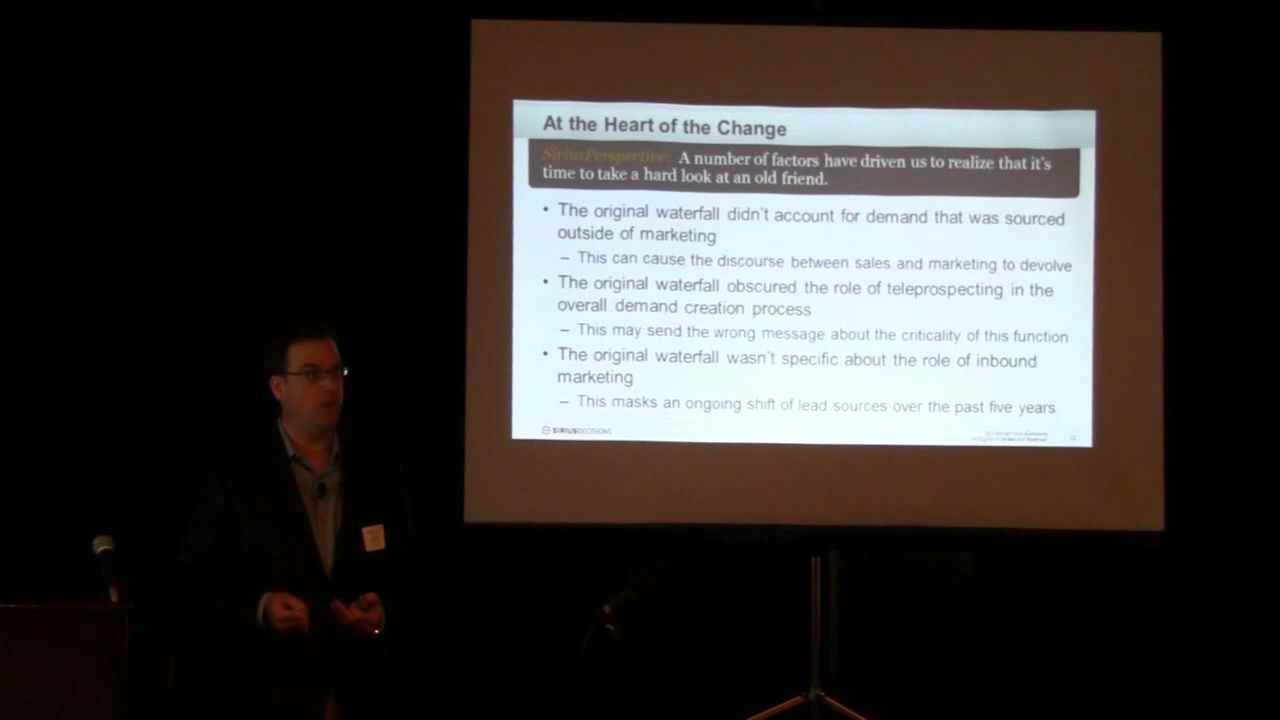 At the Heart of the Change
SiriusPerspective: A number of factors have driven us to realize that it's
time to take a hard look at an old friend.
• The original waterfall didn't account for demand that was sourced
outside of marketing
– This can cause the discourse between sales and marketing to devolve
• The original waterfall obscured the role of teleprospecting in the
overall demand creation process
– This may send the wrong message about the criticality of this function
• The original waterfall wasn't specific about the role of inbound
marketing
– This masks an ongoing shift of lead sources over the past five years
SIRIUSDECISIONS